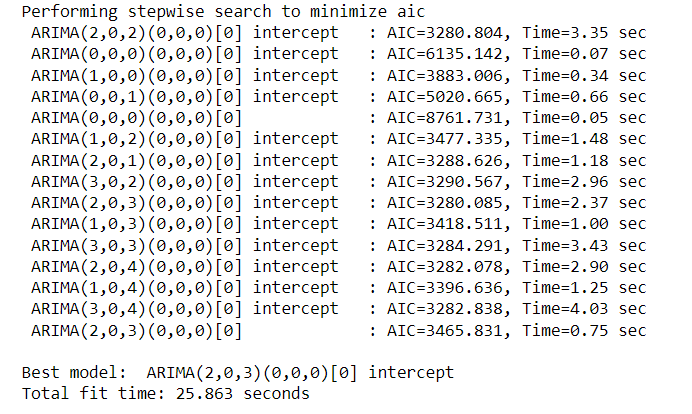 Performing stepwise search to minimize aic
 ARIMA(2,0,2)(0,0,0)[0] intercept   : AIC=3280.804, Time=3.35 sec
 ARIMA(0,0,0)(0,0,0)[0] intercept   : AIC=6135.142, Time=0.07 sec
 ARIMA(1,0,0)(0,0,0)[0] intercept   : AIC=3883.006, Time=0.34 sec
 ARIMA(0,0,1)(0,0,0)[0] intercept   : AIC=5020.665, Time=0.66 sec
 ARIMA(0,0,0)(0,0,0)[0]             : AIC=8761.731, Time=0.05 sec
 ARIMA(1,0,2)(0,0,0)[0] intercept   : AIC=3477.335, Time=1.48 sec
 ARIMA(2,0,1)(0,0,0)[0] intercept   : AIC=3288.626, Time=1.18 sec
 ARIMA(3,0,2)(0,0,0)[0] intercept   : AIC=3290.567, Time=2.96 sec
 ARIMA(2,0,3)(0,0,0)[0] intercept   : AIC=3280.085, Time=2.37 sec
 ARIMA(1,0,3)(0,0,0)[0] intercept   : AIC=3418.511, Time=1.00 sec
 ARIMA(3,0,3)(0,0,0)[0] intercept   : AIC=3284.291, Time=3.43 sec
 ARIMA(2,0,4)(0,0,0)[0] intercept   : AIC=3282.078, Time=2.90 sec
 ARIMA(1,0,4)(0,0,0)[0] intercept   : AIC=3396.636, Time=1.25 sec
 ARIMA(3,0,4)(0,0,0)[0] intercept   : AIC=3282.838, Time=4.03 sec
 ARIMA(2,0,3)(0,0,0)[0]             : AIC=3465.831, Time=0.75 sec

Best model:  ARIMA(2,0,3)(0,0,0)[0] intercept
Total fit time: 25.863 seconds